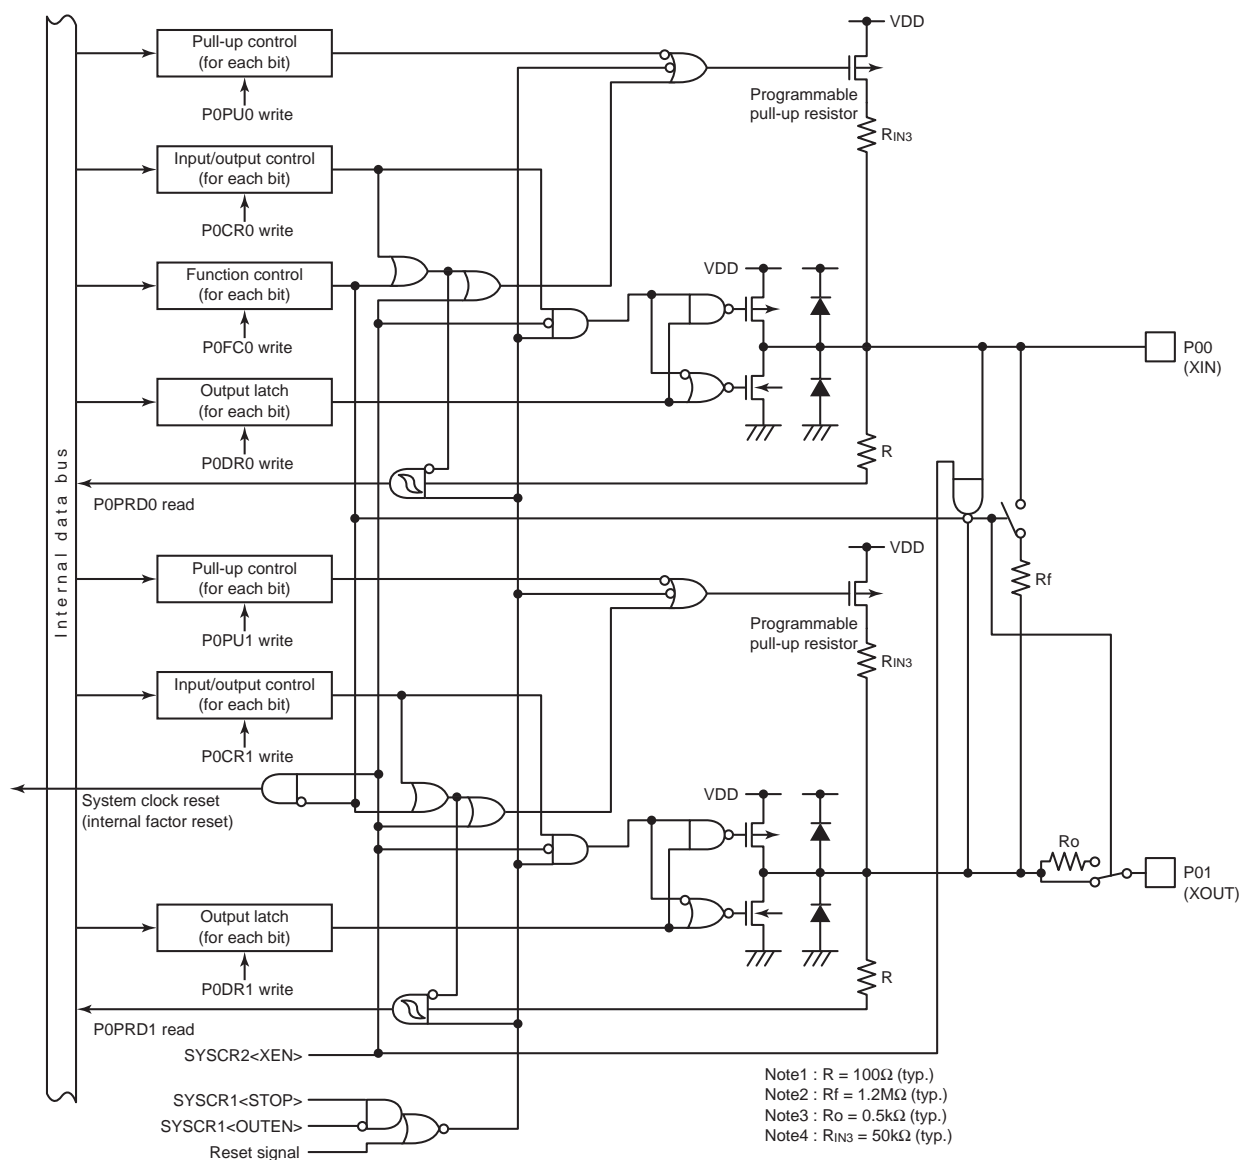 VDD
Pull-up control
(for each bit)
P0PU0 write
Programmable
pull-up resistor
RIN3
Input/output control
(for each bit)
P0CR0 write
Function control
(for each bit)
P0FC0 write
VDD
P00
(XIN)
Output latch
(for each bit)
P0DR0 write
R
P0PRD0 read
Internal data bus
VDD
Pull-up control
(for each bit)
P0PU1 write
Rf
Programmable
pull-up resistor
RIN3
Input/output control
(for each bit)
P0CR1 write
System clock reset
(internal factor reset)
VDD
Ro
P01
(XOUT)
Output latch
(for each bit)
P0DR1 write
R
P0PRD1 read
SYSCR2<XEN>
SYSCR1<STOP>
SYSCR1<OUTEN>
Reset signal
Note1 : R = 100Ω (typ.)
Note2 : Rf = 1.2MΩ (typ.)
Note3 : Ro = 0.5kΩ (typ.)
Note4 : RIN3 = 50kΩ (typ.)